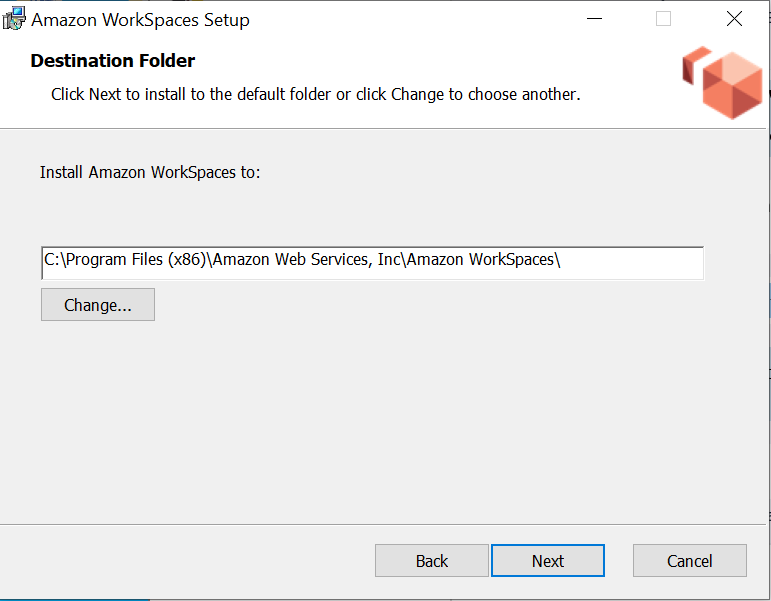 Amazon WorkSpaces Setup
Destination Folder
Click Next to install to the default folder or click Change to choose another.
Install Amazon WorkSpaces to:
C:\Program Files (x86)\Amazon Web Services, Inc\Amazon WorkSpaces\
Change...
Back Next Cancel